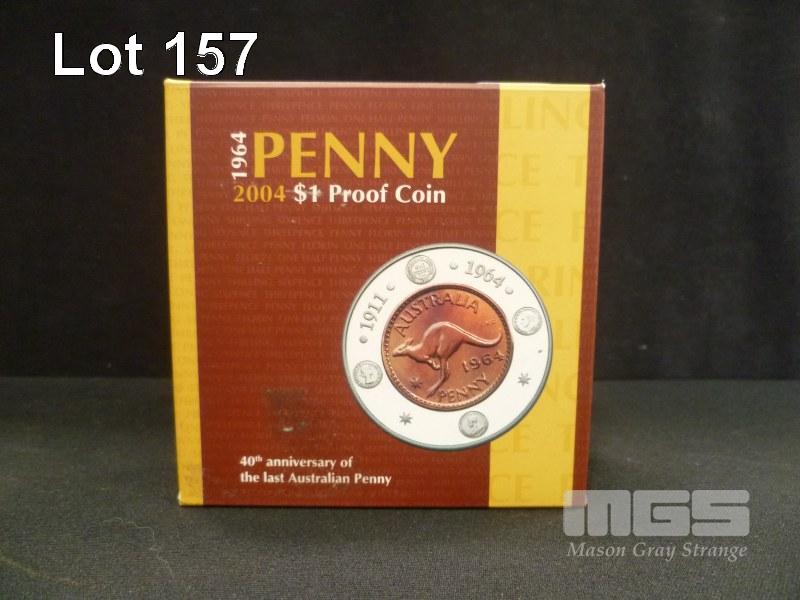 Lot 157
1964
PENNY
2004 $1 Proof Coin
1911 • 1964
AUSTRALIA
1964
PENNY
40th anniversary of
the last Australian Penny
MGS
Mason Gray Strange